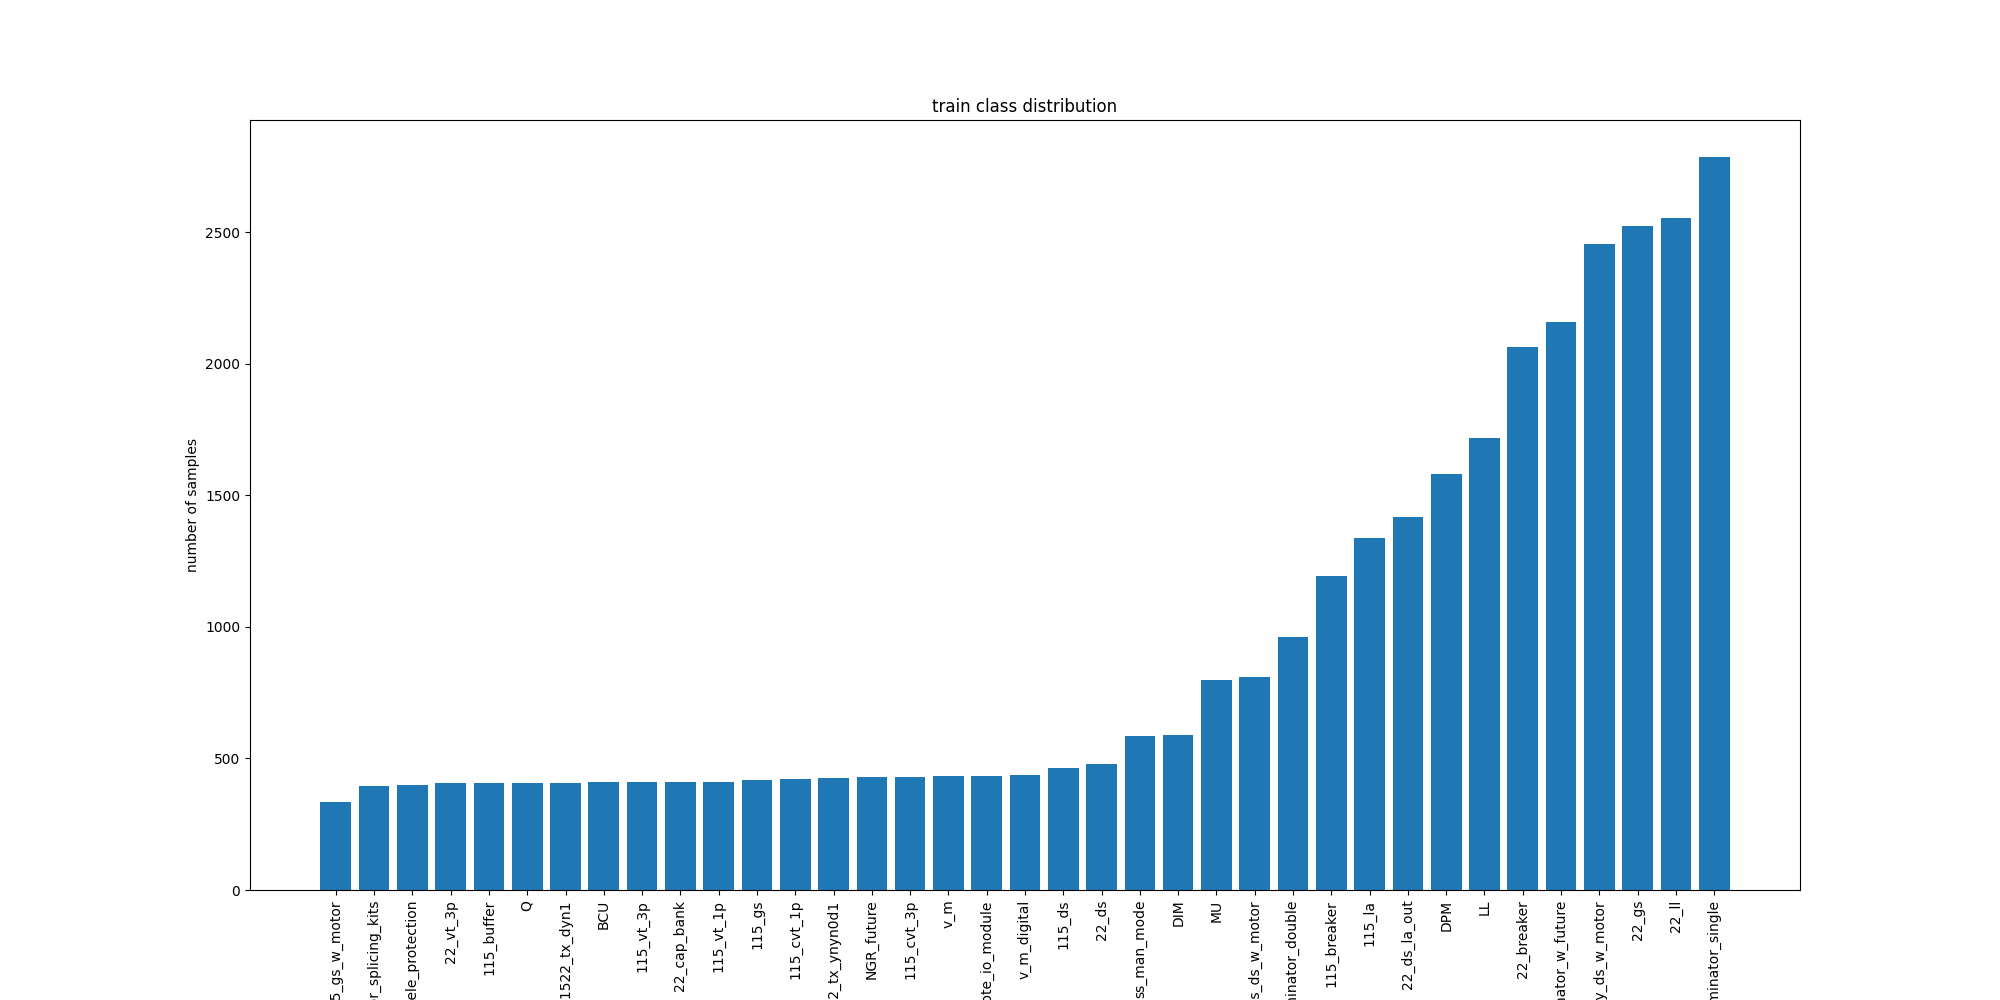 train class distribution
number of samples
2500
2000
1500
1000
500
0
5_gs_w_motor
r_splicing_kits
ele_protection
22_vt_3p
115_buffer
Q
1522_tx_dyn1
BCU
115_vt_3p
22_cap_bank
115_vt_1p
115_gs
115_cvt_1p
2_tx_ynyn0d1
NGR_future
115_cvt_3p
v_m
ote_io_module
v_m_digital
115_ds
22_ds
ss_man_mode
DIM
MU
s_ds_w_motor
minator_double
115_breaker
115_la
22_ds_la_out
DPM
LL
22_breaker
nator_w_future
y_ds_w_motor
22_gs
22_ll
minator_single